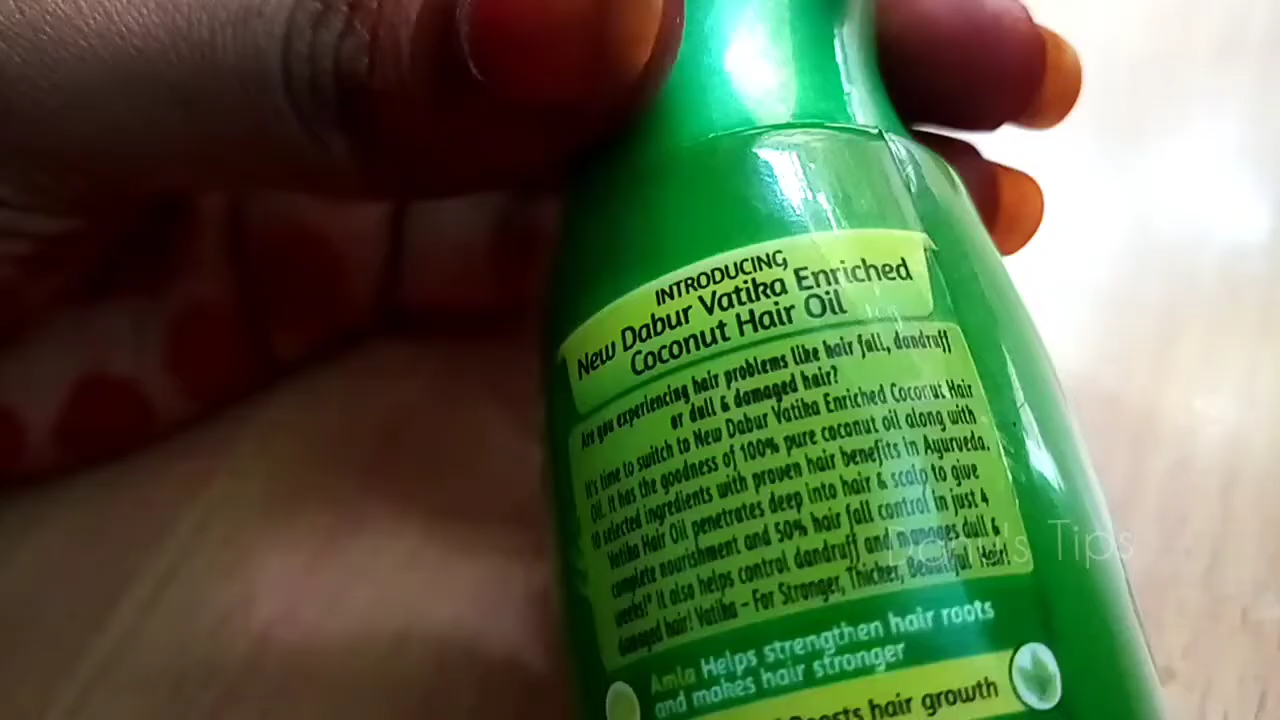 INTRODUCING
New Dabur Vatika Enriched
Coconut Hair Oil
Are you experiencing hair problems like hair fall, dandruff
or dull & damaged hair?
It's time to switch to New Dabur Vatika Enriched Coconut Hair
Oil. It has the goodness of 100% pure coconut oil along with
10 selected ingredients with proven hair benefits in Ayurveda.
Vatika Hair Oil penetrates deep into hair & scalp to give
complete nourishment and 50% hair fall control in just 4
weeks!* It also helps control dandruff and manages dull &
damaged hair! Vatika – For Stronger, Thicker, Beautiful Hair!
Amla Helps strengthen hair roots
and makes hair stronger
Boosts hair growth
Tips